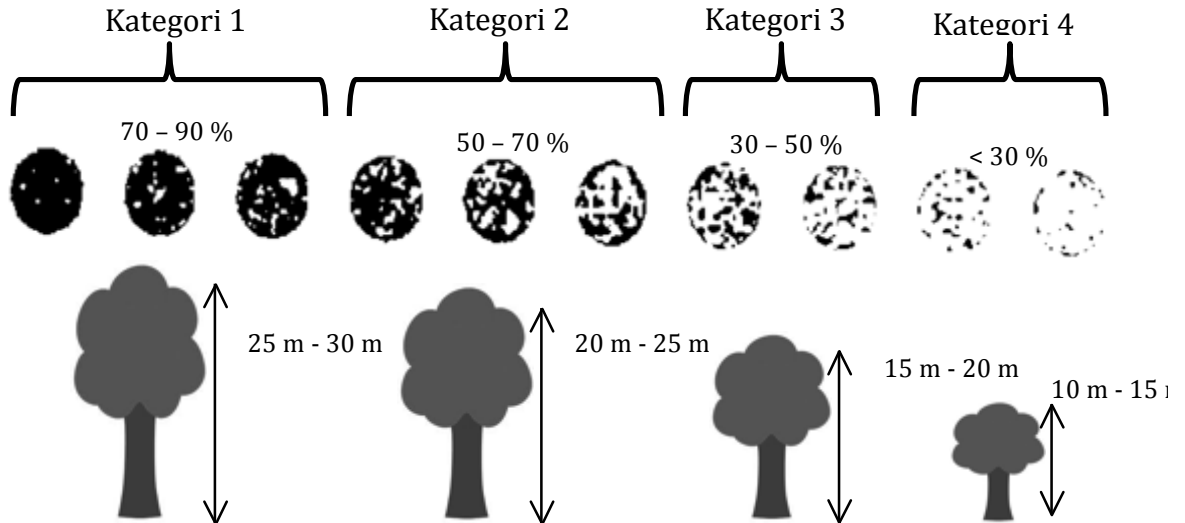 Kategori 1
Kategori 2
Kategori 3
Kategori 4
70 – 90 %
50 – 70 %
30 – 50 %
< 30 %
25 m - 30 m
20 m - 25 m
15 m - 20 m
10 m - 15